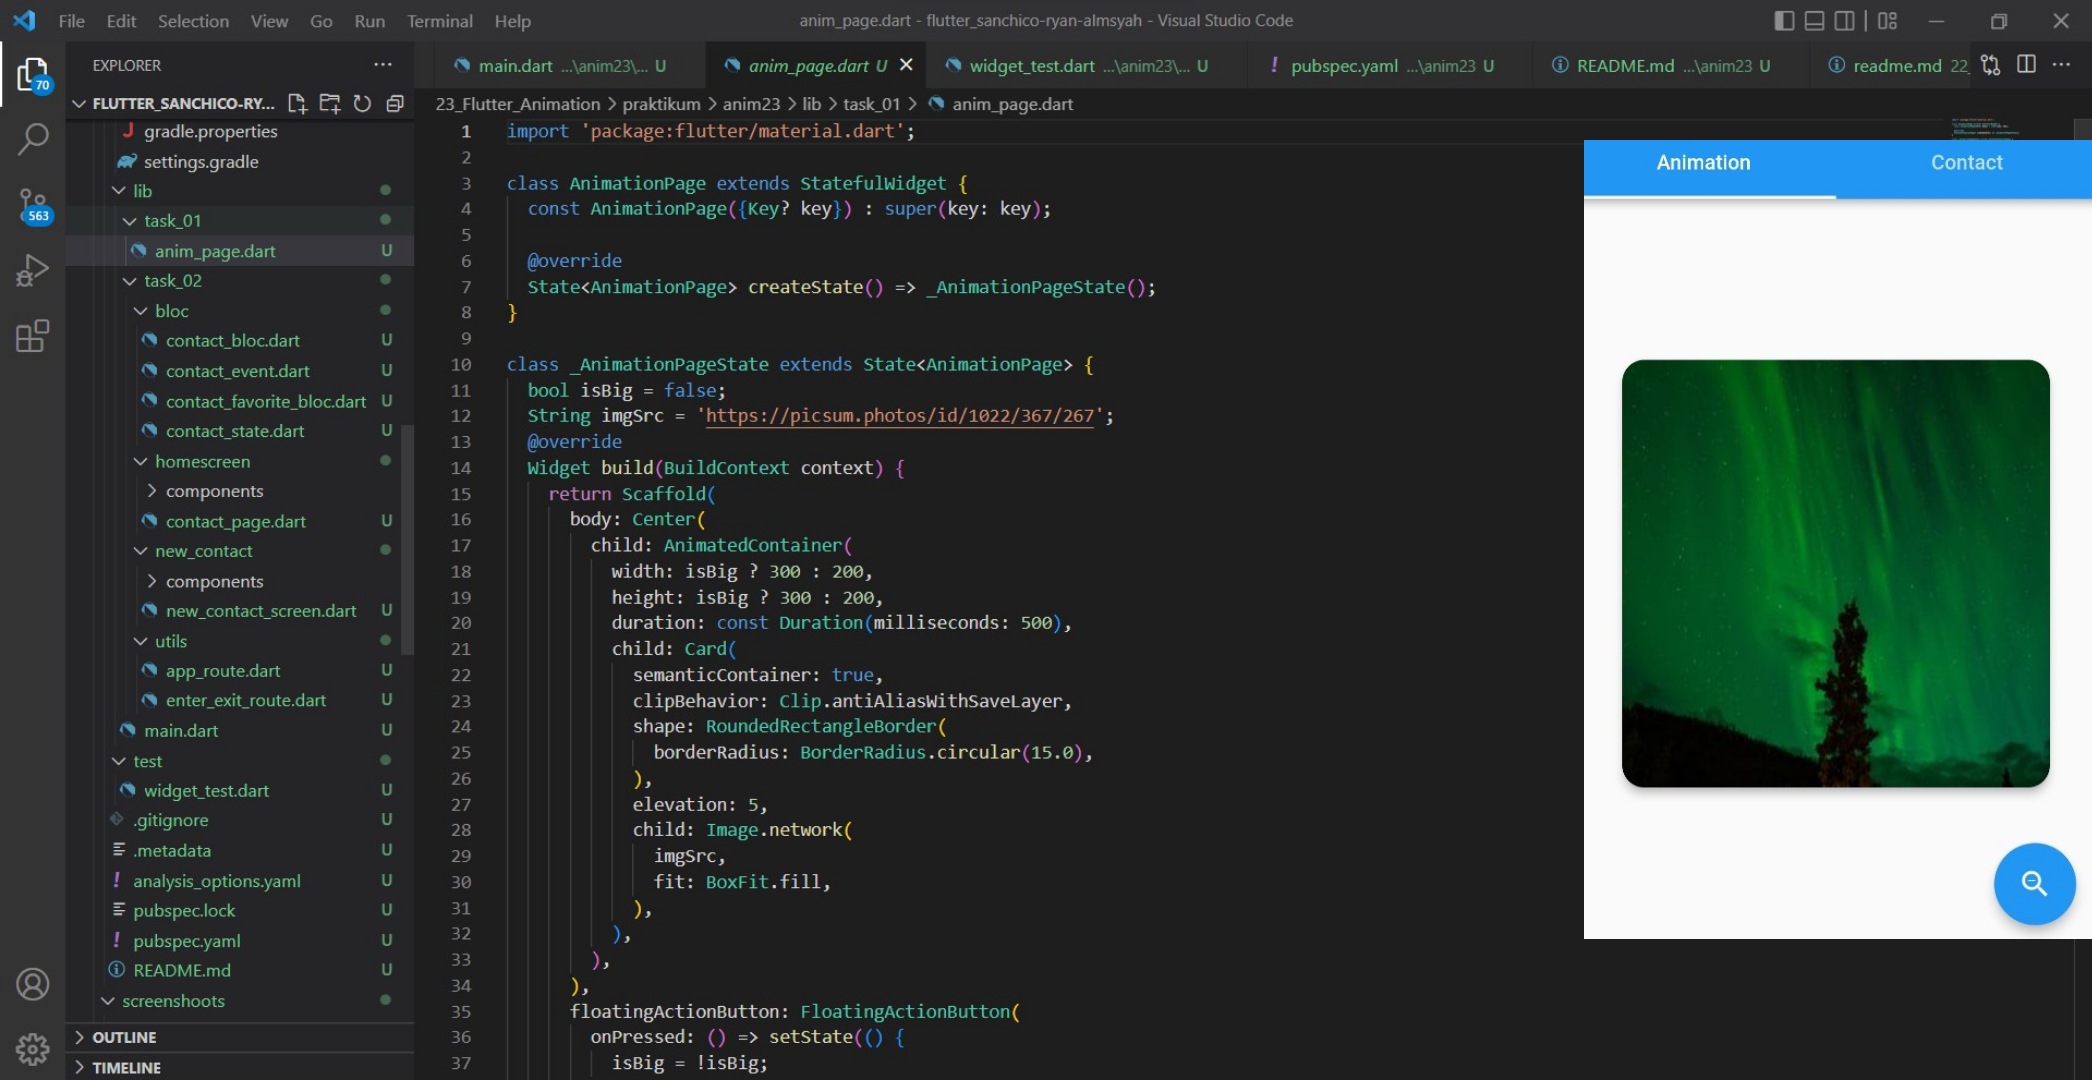 File Edit Selection View Go Run Terminal Help
anim_page.dart - flutter_sanchico-ryan-almsyah - Visual Studio Code
EXPLORER
70
563
FLUTTER_SANCHICO-RY...
gradle.properties
settings.gradle
lib
task_01
anim_page.dart U
task_02
bloc
contact_bloc.dart U
contact_event.dart U
contact_favorite_bloc.dart U
contact_state.dart U
homescreen
components
contact_page.dart U
new_contact
components
new_contact_screen.dart U
utils
app_route.dart U
enter_exit_route.dart U
main.dart U
test
widget_test.dart U
.gitignore U
.metadata U
analysis_options.yaml U
pubspec.lock U
pubspec.yaml U
README.md U
screenshoots
OUTLINE
TIMELINE
main.dart ...\anim23\... U anim_page.dart U widget_test.dart ...\anim23\... U pubspec.yaml ...\anim23 U README.md ...\anim23 U readme.md 22_
23_Flutter_Animation > praktikum > anim23 > lib > task_01 > anim_page.dart
1 import 'package:flutter/material.dart';
2
3 class AnimationPage extends StatefulWidget {
4 const AnimationPage({Key? key}) : super(key: key);
5
6 @override
7 State<AnimationPage> createState() => _AnimationPageState();
8 }
9
10 class _AnimationPageState extends State<AnimationPage> {
11 bool isBig = false;
12 String imgSrc = 'https://picsum.photos/id/1022/367/267';
13 @override
14 Widget build(BuildContext context) {
15 return Scaffold(
16 body: Center(
17 child: AnimatedContainer(
18 width: isBig ? 300 : 200,
19 height: isBig ? 300 : 200,
20 duration: const Duration(milliseconds: 500),
21 child: Card(
22 semanticContainer: true,
23 clipBehavior: Clip.antiAliasWithSaveLayer,
24 shape: RoundedRectangleBorder(
25 borderRadius: BorderRadius.circular(15.0),
26 ),
27 elevation: 5,
28 child: Image.network(
29 imgSrc,
30 fit: BoxFit.fill,
31 ),
32 ),
33 ),
34 ),
35 floatingActionButton: FloatingActionButton(
36 onPressed: () => setState(() {
37 isBig = !isBig;
Animation Contact